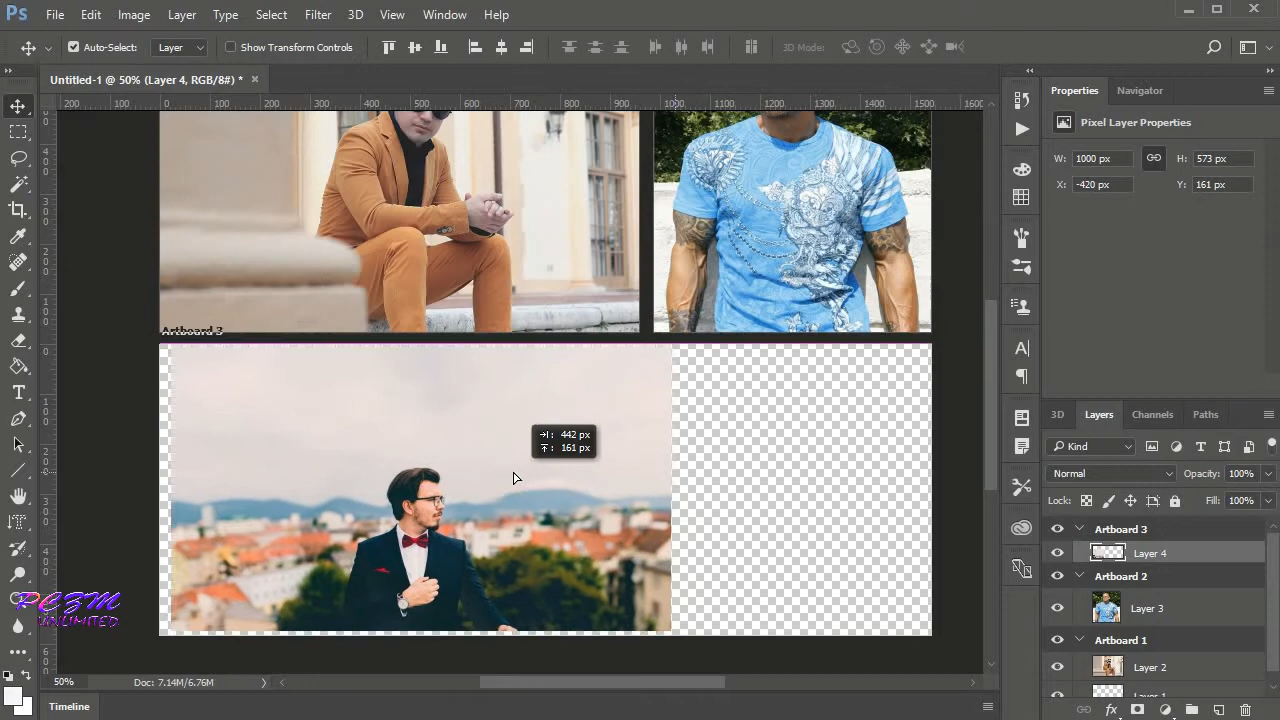 Ps File Edit Image Layer Type Select Filter 3D View Window Help
Auto-Select: Layer Show Transform Controls 3D Mode:
Untitled-1 @ 50% (Layer 4, RGB/8#) *
200 100 0 100 200 300 400 500 600 700 800 900 1000 1100 1200 1300 1400 1500 1600
Properties Navigator
Pixel Layer Properties
W: 1000 px H: 573 px
X: -420 px Y: 161 px
Artboard 3
442 px
161 px
3D Layers Channels Paths
Kind
Normal Opacity: 100%
Lock: Fill: 100%
Artboard 3
Layer 4
Artboard 2
Layer 3
Artboard 1
Layer 2
Layer 1
PCZM
UNLIMITED
50% Doc: 7.14M/6.76M
Timeline